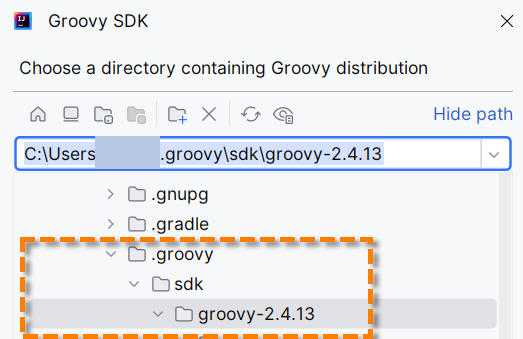 Groovy SDK
Choose a directory containing Groovy distribution
Hide path
C:\Users .groovy\sdk\groovy-2.4.13
.gnupg
.gradle
.groovy
sdk
groovy-2.4.13